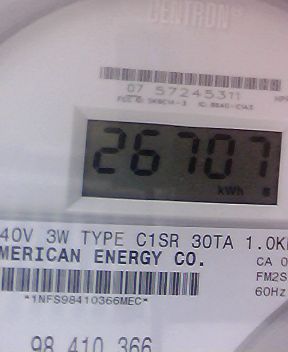 CENTRON
07 57245311
26707
kWh
40V 3W TYPE C1SR 30TA 1.0K
MERICAN ENERGY CO.
CA 0
FM2S
60Hz
*1NFS98410366MEC*
98 410 366